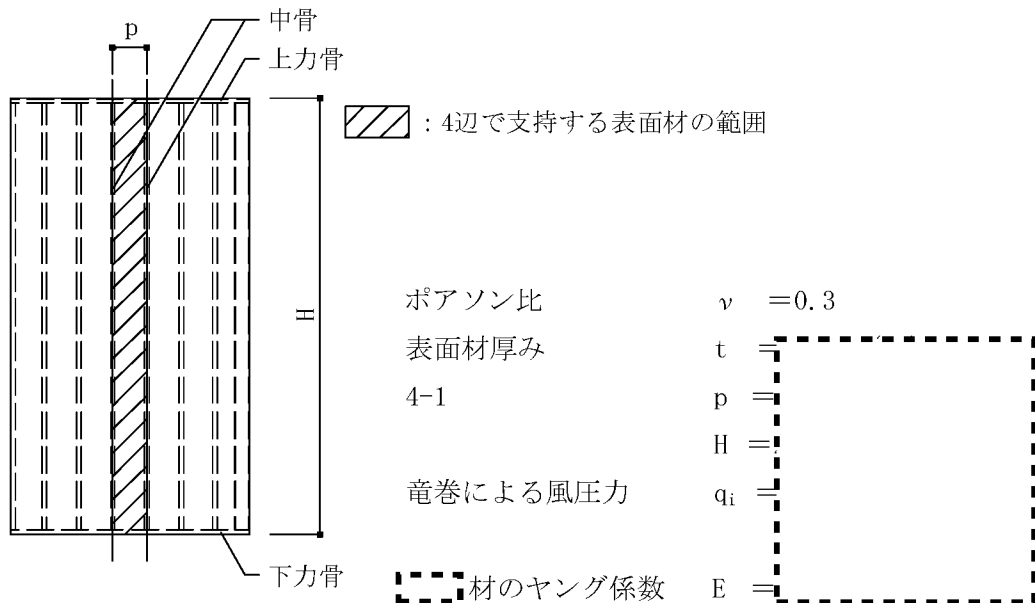 p
中骨
上力骨
：4辺で支持する表面材の範囲
H
ポアソン比 ν =0.3
表面材厚み t =
4-1 p =
H =
竜巻による風圧力 qi =
下力骨
材のヤング係数 E =